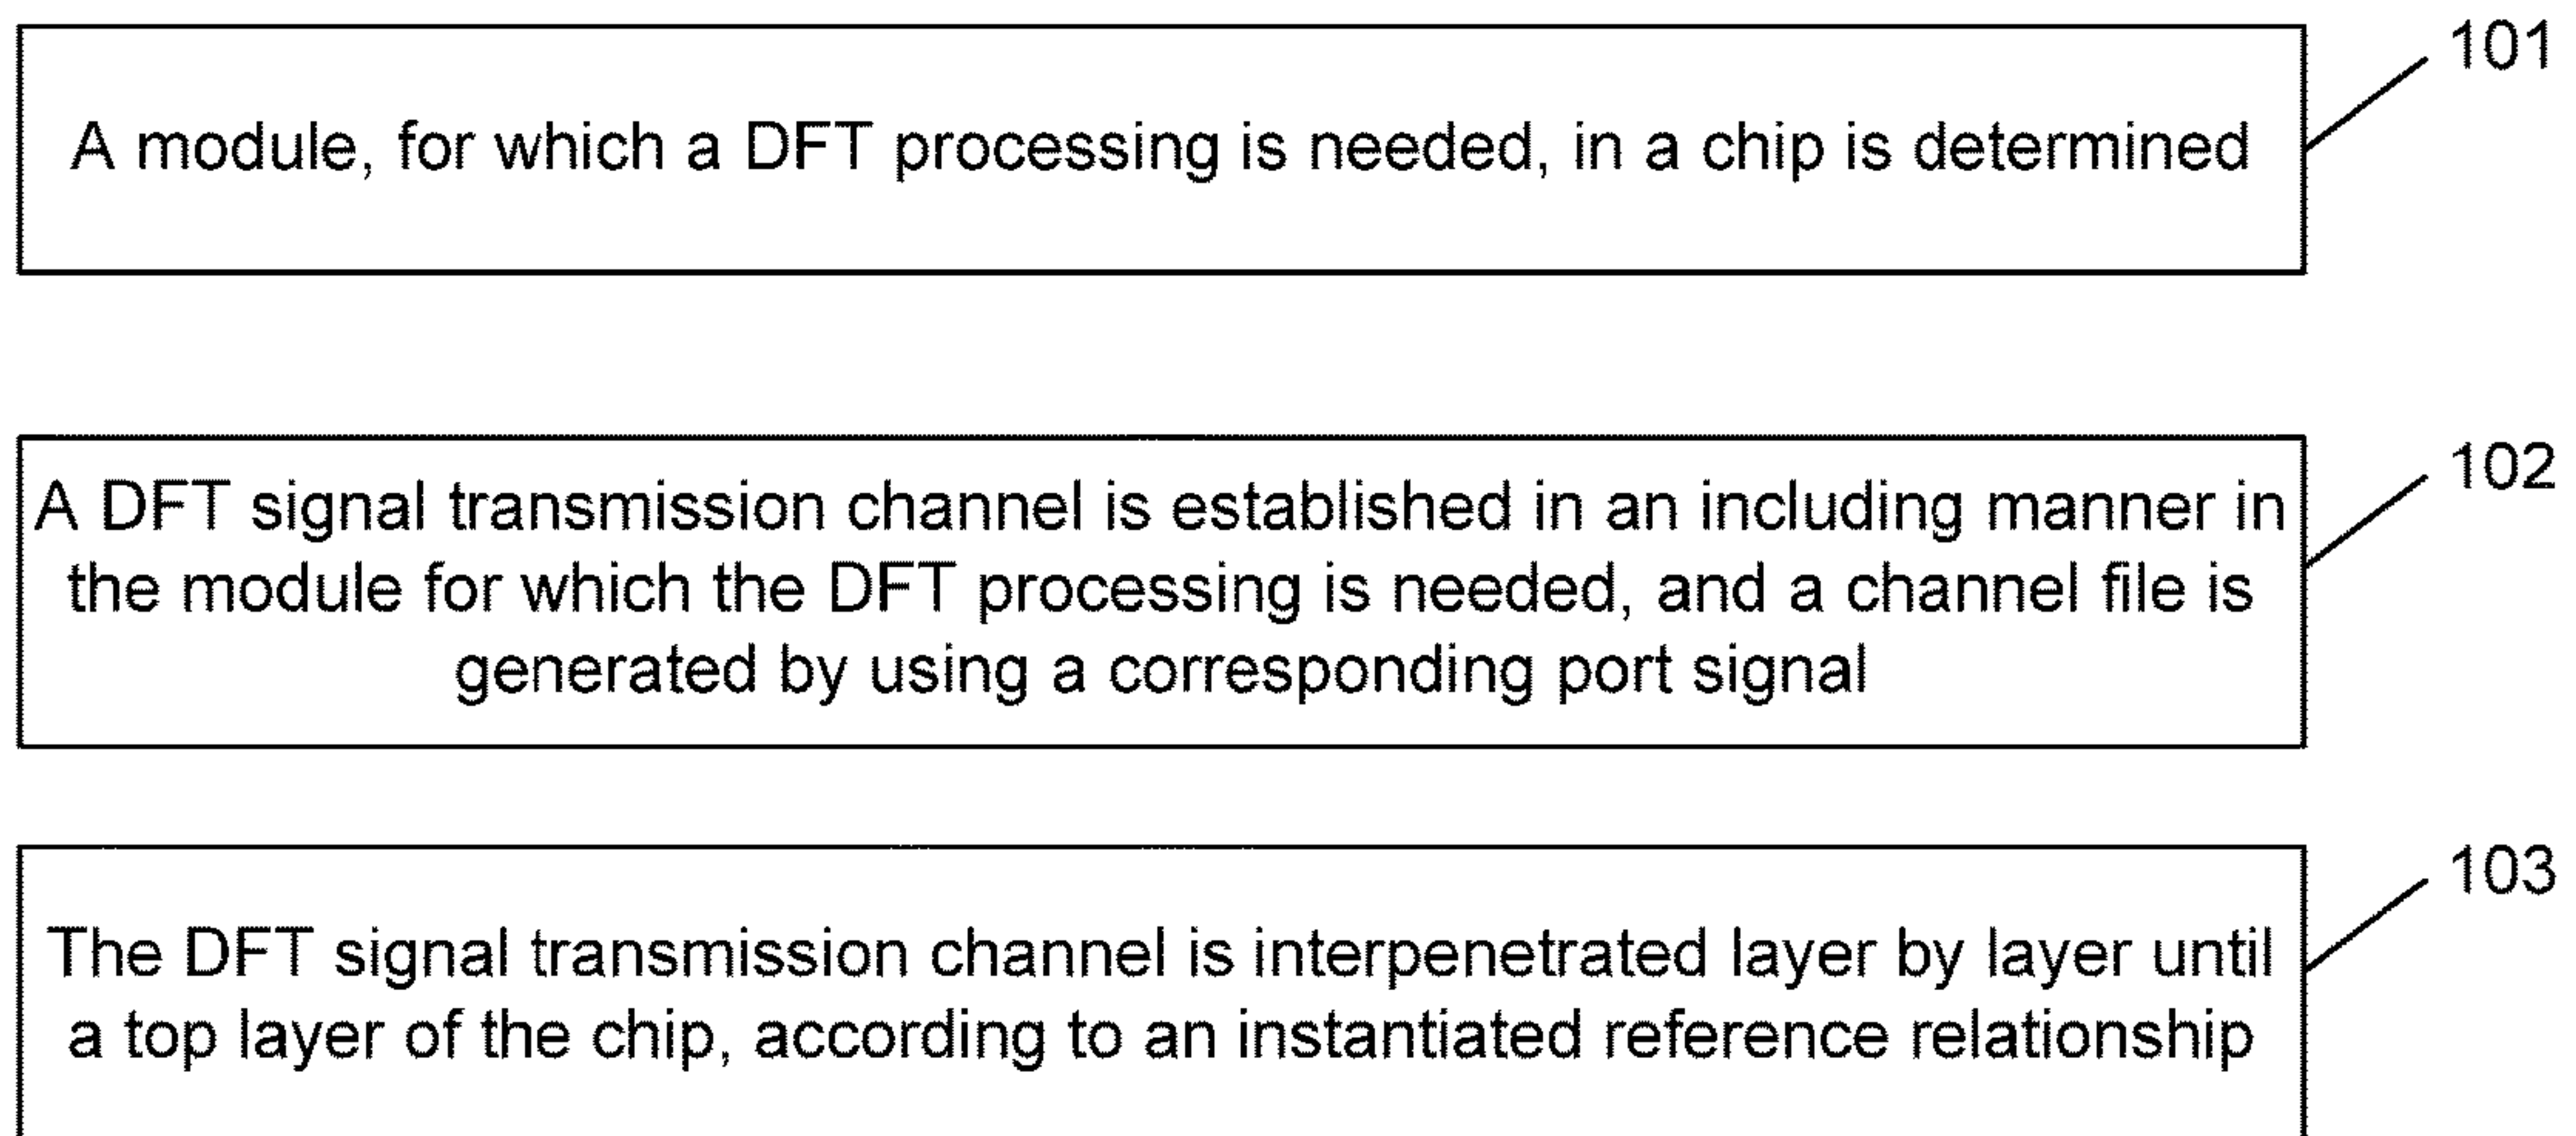 101
A module, for which a DFT processing is needed, in a chip is determined
102
A DFT signal transmission channel is established in an including manner in
the module for which the DFT processing is needed, and a channel file is
generated by using a corresponding port signal
103
The DFT signal transmission channel is interpenetrated layer by layer until
a top layer of the chip, according to an instantiated reference relationship